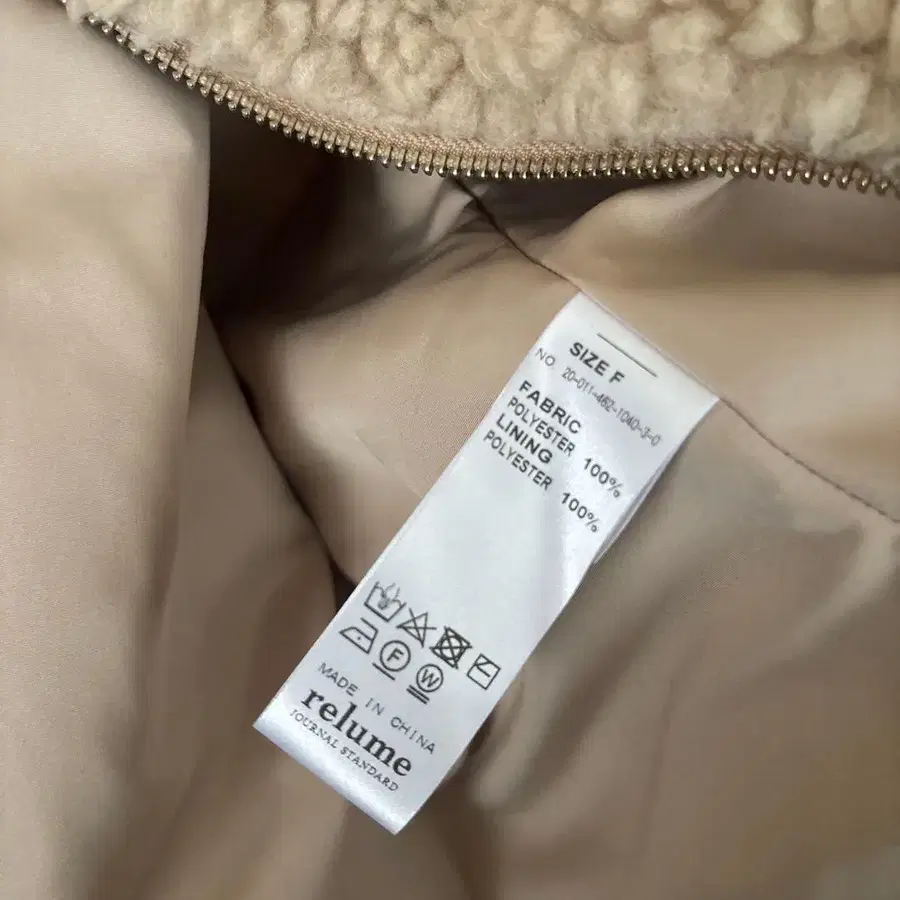 SIZE F
NO 20-011-462-1040-3-0
FABRIC
POLYESTER 100%
LINING
POLYESTER 100%
F W
MADE IN CHINA
relume
JOURNAL STANDARD